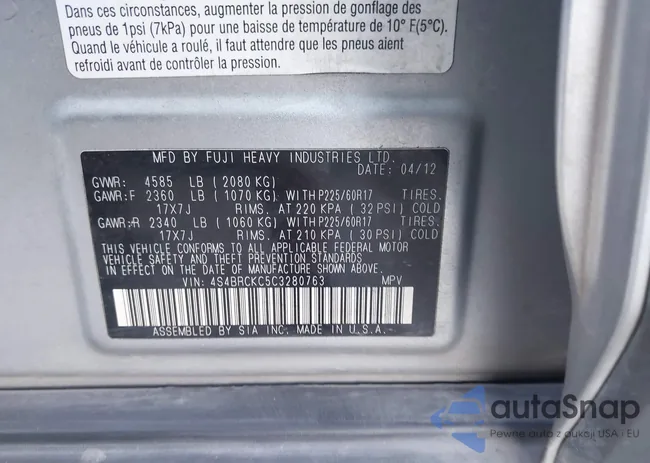 Dans ces circonstances, augmenter la pression de gonflage des
pneus de 1psi (7kPa) pour une baisse de température de 10° F(5°C).
Quand le véhicule a roulé, il faut attendre que les pneus aient
refroidi avant de contrôler la pression.
MFD BY FUJI HEAVY INDUSTRIES LTD.
DATE: 04/12
GVWR: 4585 LB ( 2080 KG)
GAWR:F 2360 LB ( 1070 KG) WITH P225/60R17 TIRES.
17X7J RIMS. AT 220 KPA ( 32 PSI) COLD
GAWR:R 2340 LB ( 1060 KG) WITH P225/60R17 TIRES.
17X7J RIMS. AT 210 KPA ( 30 PSI) COLD
THIS VEHICLE CONFORMS TO ALL APPLICABLE FEDERAL MOTOR
VEHICLE SAFETY AND THEFT PREVENTION STANDARDS IN
EFFECT ON THE DATE OF MANUFACTURE SHOWN ABOVE.
VIN: 4S4BRCKC5C3280763 MPV
ASSEMBLED BY SIA INC. MADE IN U.S.A.
autoSnap
Pewne auto z aukcji USA i EU